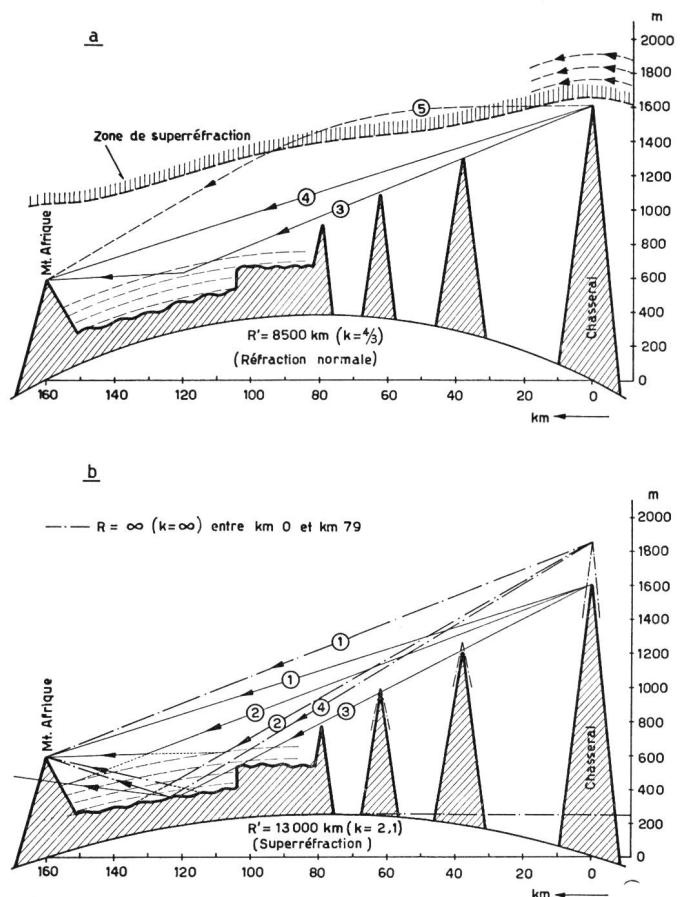 a
m
2000
1800
1600
1400
1200
1000
800
600
400
200
0
5
Zone de superréfraction
4
3
Mt. Afrique
Chasseral
R' = 8500 km (k = 4/3)
(Réfraction normale)
160 140 120 100 80 60 40 20 0
km
b
m
R = ∞ (k = ∞) entre km 0 et km 79
2000
1800
1600
1400
1200
1000
800
600
400
200
0
1
1
2
2
4
3
Mt. Afrique
Chasseral
R' = 13 000 km (k = 2,1)
(Superréfraction)
160 140 120 100 80 60 40 20 0
km